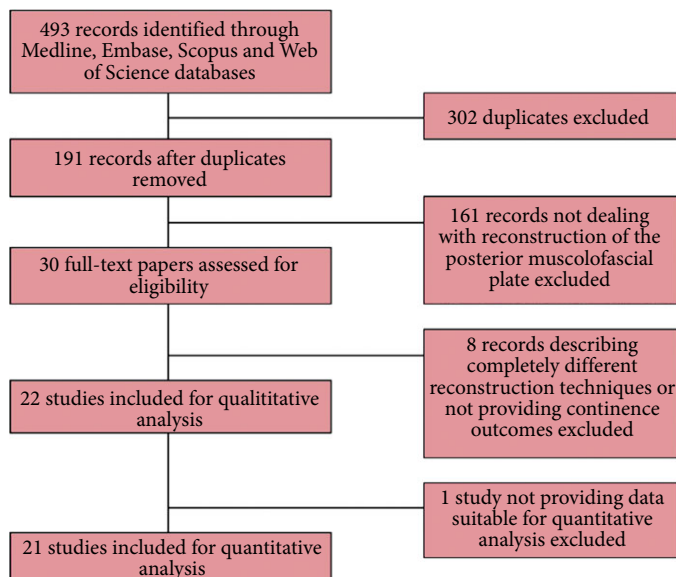 493 records identified through
Medline, Embase, Scopus and Web
of Science databases
302 duplicates excluded
191 records after duplicates
removed
161 records not dealing
with reconstruction of the
posterior muscolofascial
plate excluded
30 full-text papers assessed for
eligibility
8 records describing
completely different
reconstruction techniques or
not providing continence
outcomes excluded
22 studies included for qualititative
analysis
1 study not providing data
suitable for quantitative
analysis excluded
21 studies included for quantitative
analysis